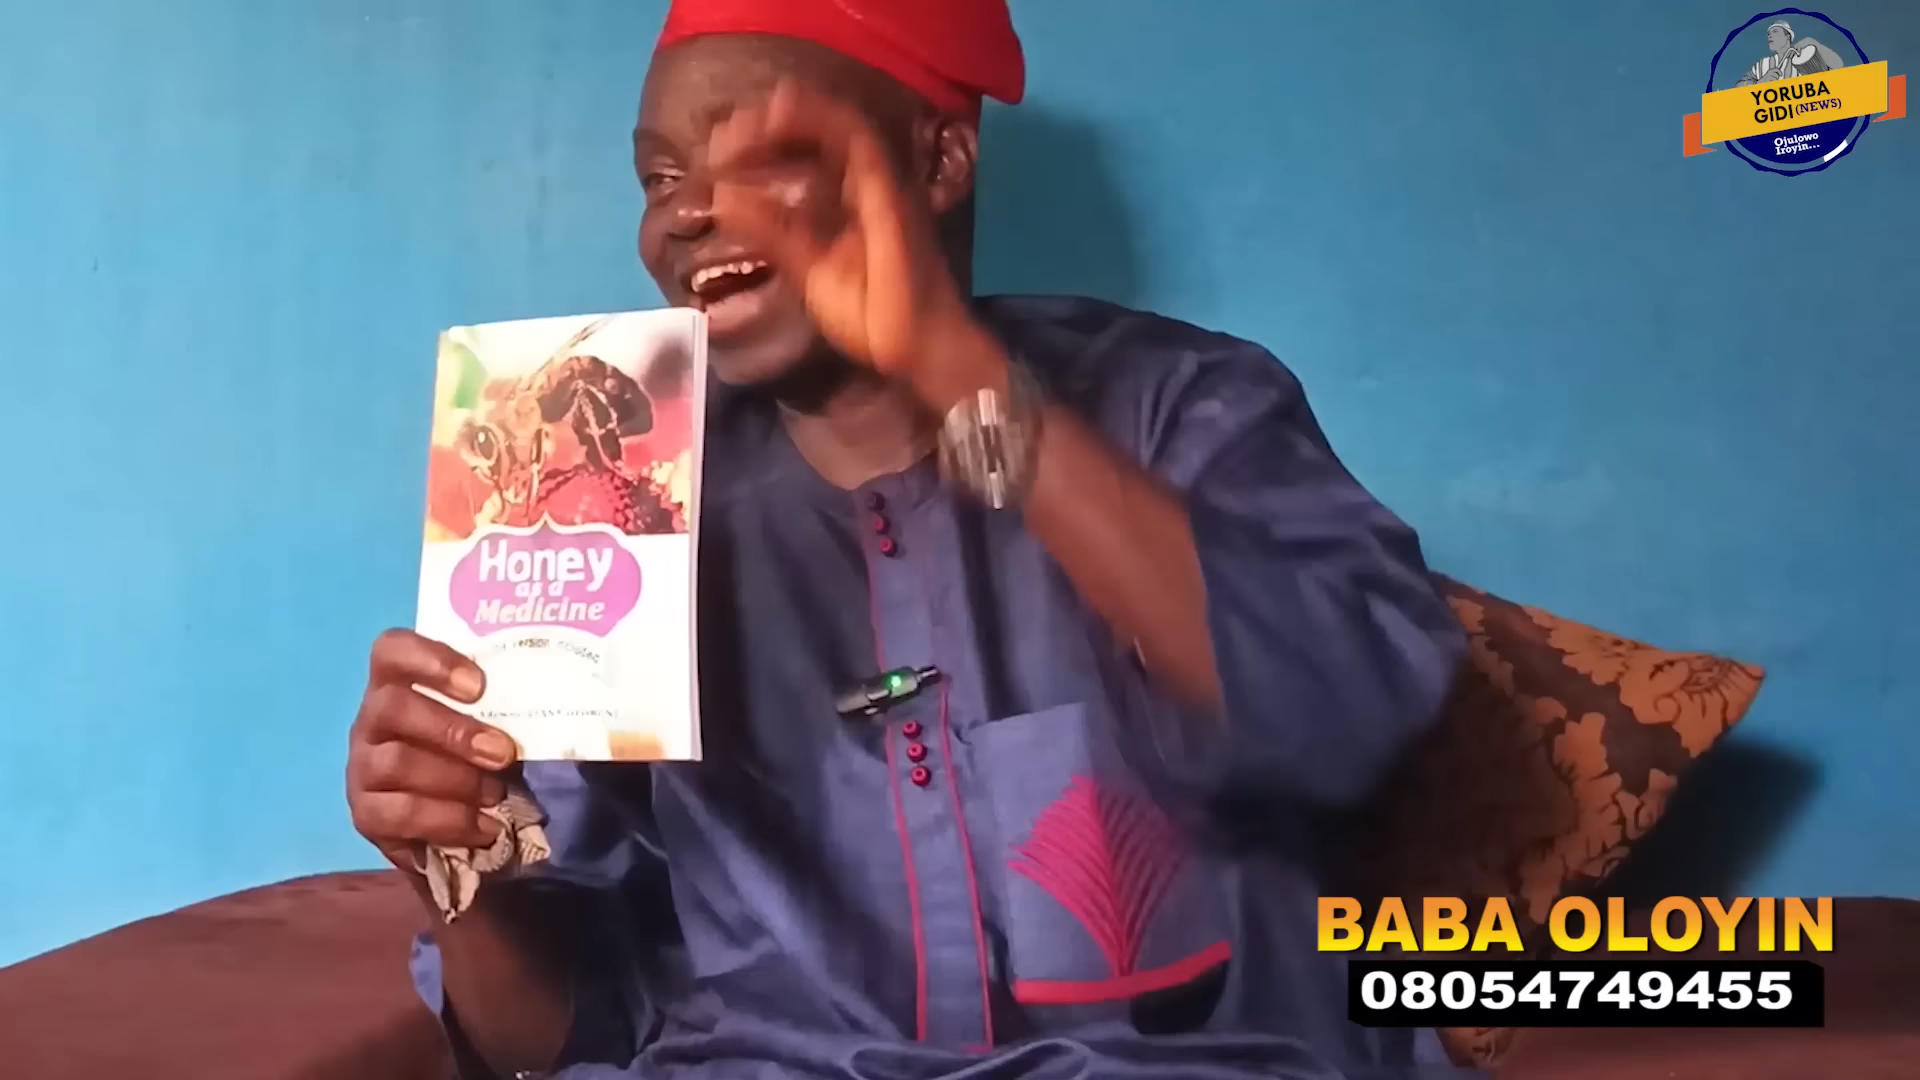 YORUBA
GIDI (NEWS)
Ojulowo
Iroyin...
Honey
as a
Medicine
BABA OLOYIN
08054749455